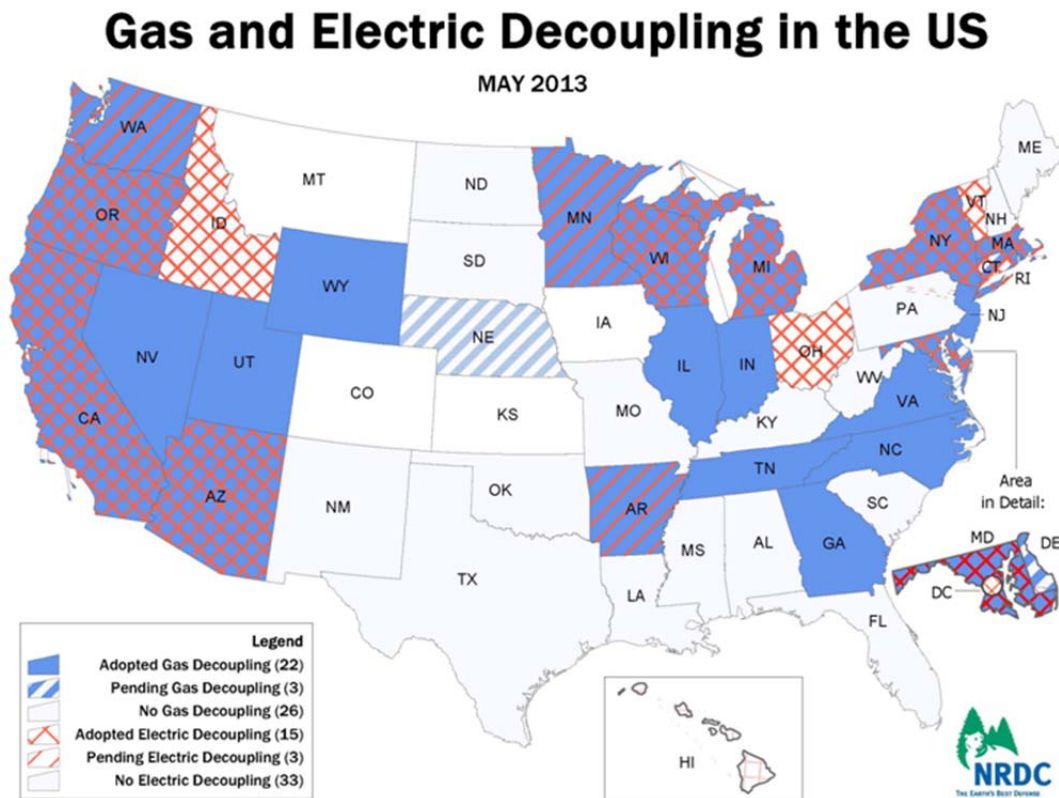 Gas and Electric Decoupling in the US
MAY 2013
WA
MT
ND
MN
ME
OR
ID
SD
WI
MI
NY
VT
NH
MA
CT
RI
WY
NE
IA
PA
NJ
NV
UT
IL
IN
OH
WV
VA
CO
KS
MO
KY
CA
TN
NC
AZ
NM
OK
AR
SC
Area
in Detail:
TX
MS
AL
GA
LA
MD
DE
DC
FL
Legend
Adopted Gas Decoupling (22)
Pending Gas Decoupling (3)
No Gas Decoupling (26)
Adopted Electric Decoupling (15)
Pending Electric Decoupling (3)
No Electric Decoupling (33)
HI
NRDC
THE EARTH'S BEST DEFENSE